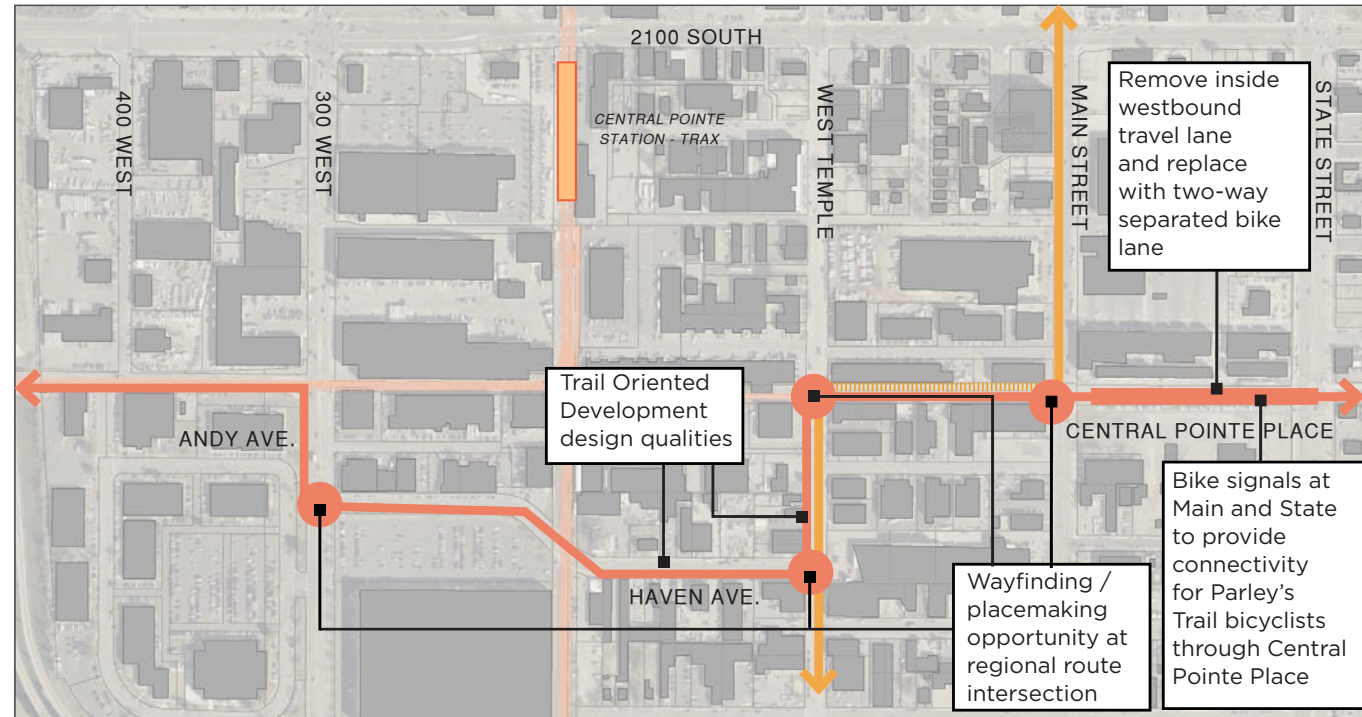 2100 SOUTH
400 WEST
300 WEST
CENTRAL POINTE
STATION - TRAX
WEST TEMPLE
MAIN STREET
STATE STREET
Remove inside
westbound
travel lane
and replace
with two-way
separated bike
lane
Trail Oriented
Development
design qualities
ANDY AVE.
CENTRAL POINTE PLACE
HAVEN AVE.
Wayfinding /
placemaking
opportunity at
regional route
intersection
Bike signals at
Main and State
to provide
connectivity
for Parley’s
Trail bicyclists
through Central
Pointe Place